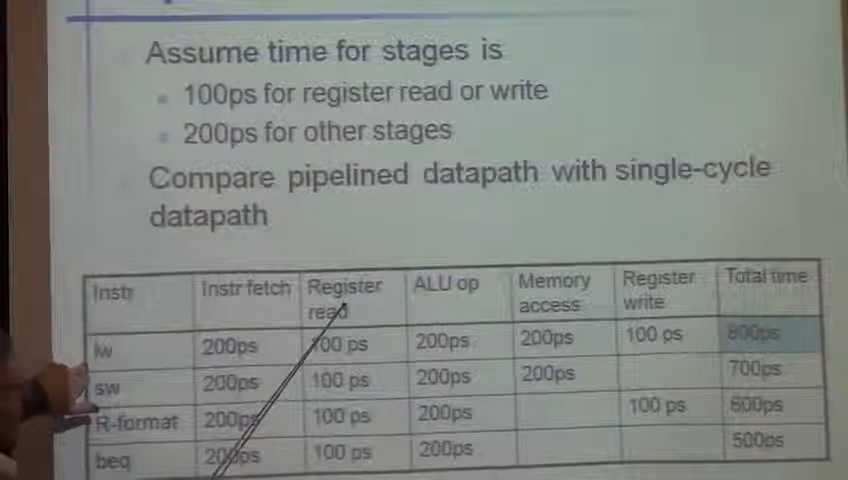 Assume time for stages is
100ps for register read or write
200ps for other stages
Compare pipelined datapath with single-cycle
datapath
Instr Instr fetch Register read ALU op Memory access Register write Total time
lw 200ps 100 ps 200ps 200ps 100 ps 800ps
sw 200ps 100 ps 200ps 200ps 700ps
R-format 200ps 100 ps 200ps 100 ps 600ps
beq 200ps 100 ps 200ps 500ps